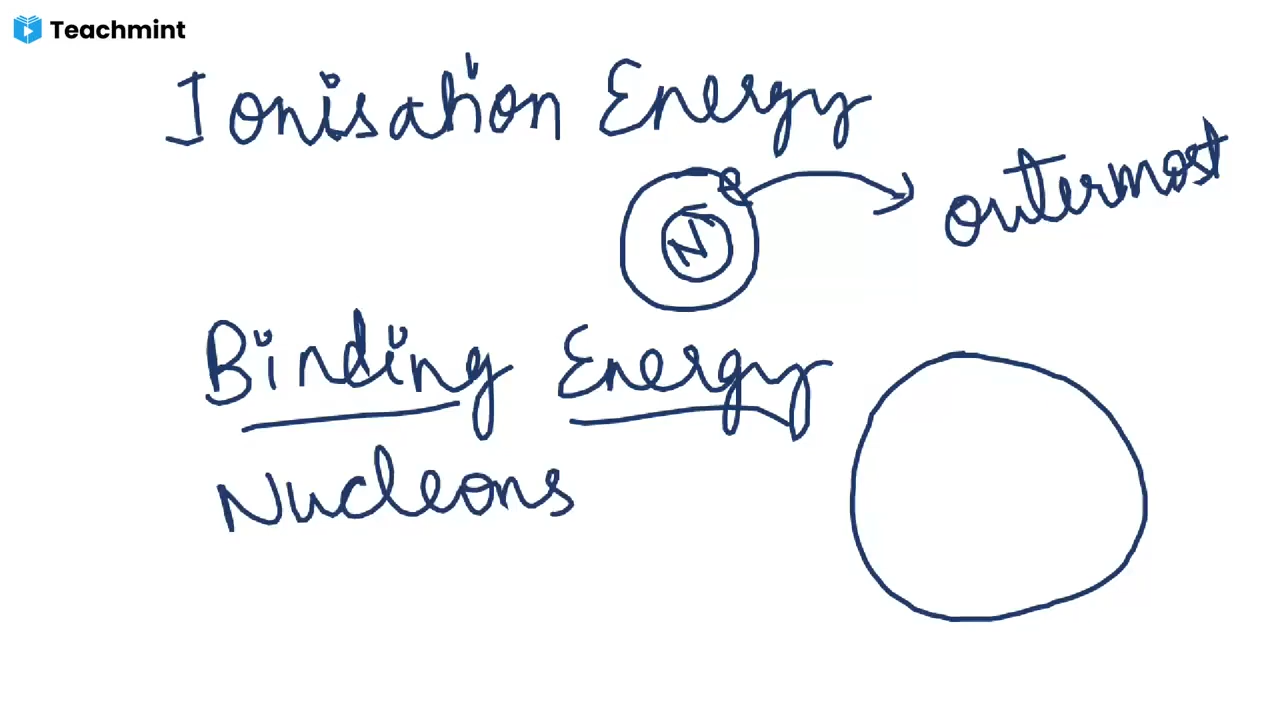 Teachmint
Ionisation Energy
outermost
N
Binding Energy
Nucleons